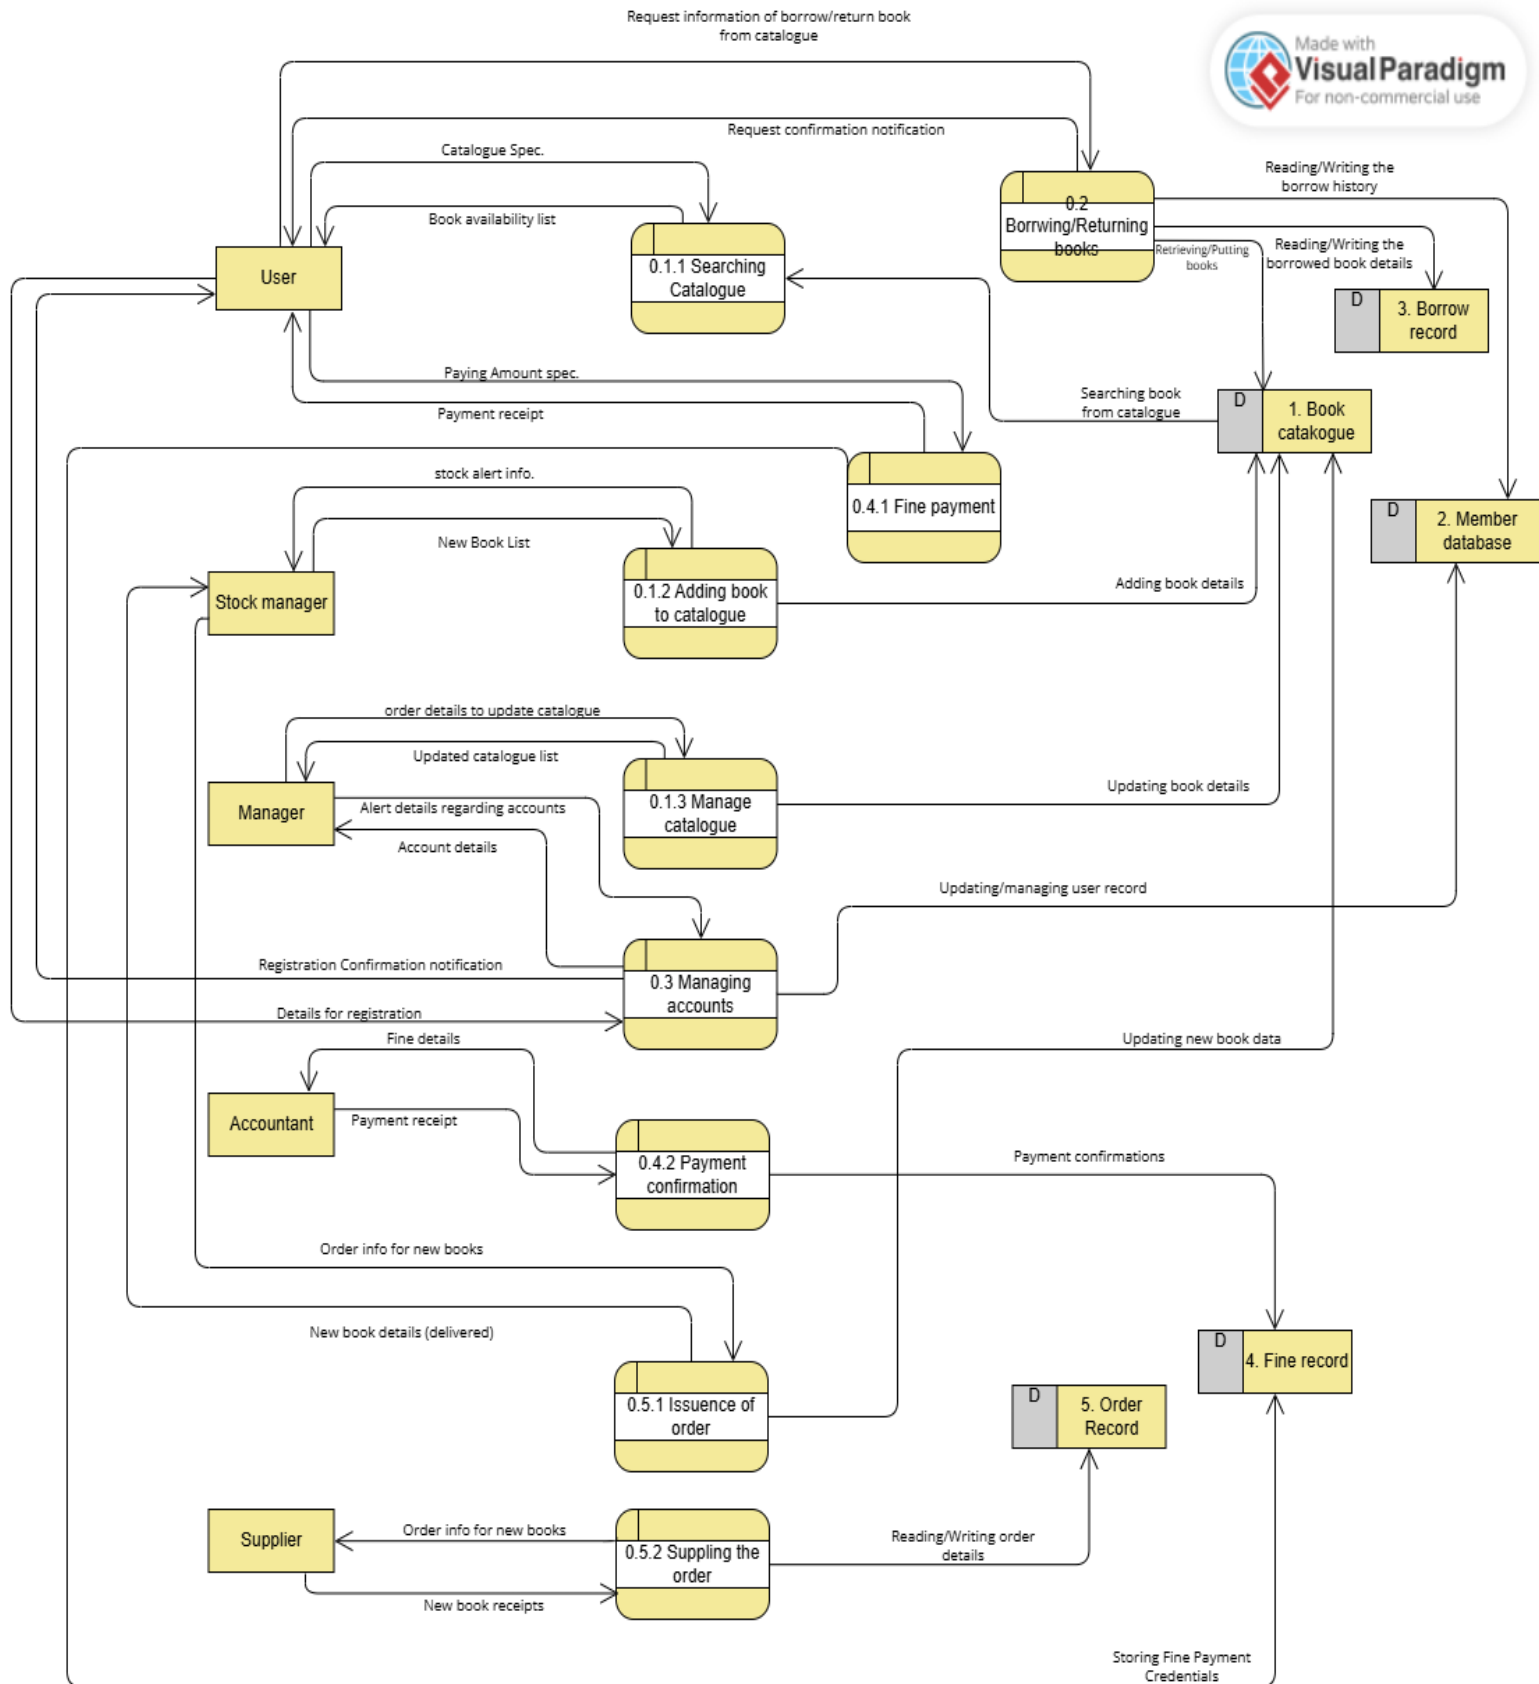 Request information of borrow/return book
from catalogue
Made with
Visual Paradigm
For non-commercial use
Request confirmation notification
Catalogue Spec.
Reading/Writing the
borrow history
Book availability list
0.2
Borrwing/Returning
books
Retrieving/Putting
books
Reading/Writing the
borrowed book details
User
0.1.1 Searching
Catalogue
D
3. Borrow
record
Paying Amount spec.
Searching book
from catalogue
Payment receipt
D
1. Book
catakogue
stock alert info.
0.4.1 Fine payment
D
2. Member
database
New Book List
Stock manager
0.1.2 Adding book
to catalogue
Adding book details
order details to update catalogue
Updated catalogue list
Manager
Alert details regarding accounts
0.1.3 Manage
catalogue
Updating book details
Account details
Updating/managing user record
Registration Confirmation notification
0.3 Managing
accounts
Details for registration
Fine details
Updating new book data
Accountant
Payment receipt
0.4.2 Payment
confirmation
Payment confirmations
Order info for new books
New book details (delivered)
D
4. Fine record
0.5.1 Issuence of
order
D
5. Order
Record
Supplier
Order info for new books
0.5.2 Suppling the
order
Reading/Writing order
details
New book receipts
Storing Fine Payment
Credentials